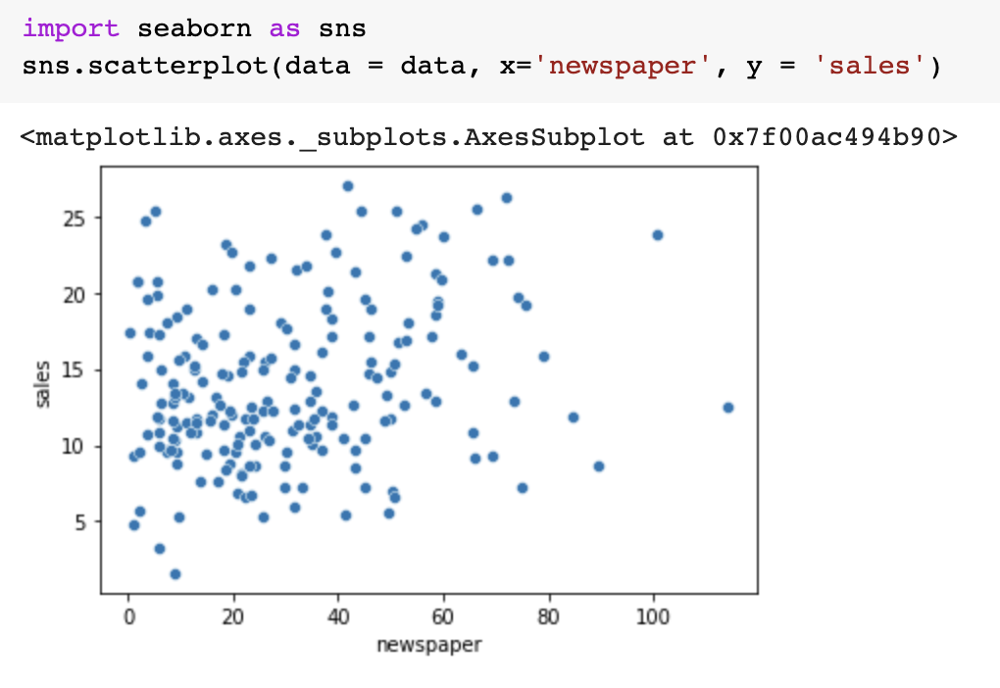 import seaborn as sns
sns.scatterplot(data = data, x='newspaper', y = 'sales')
<matplotlib.axes._subplots.AxesSubplot at 0x7f00ac494b90>
25
20
15
10
5
sales
0 20 40 60 80 100
newspaper